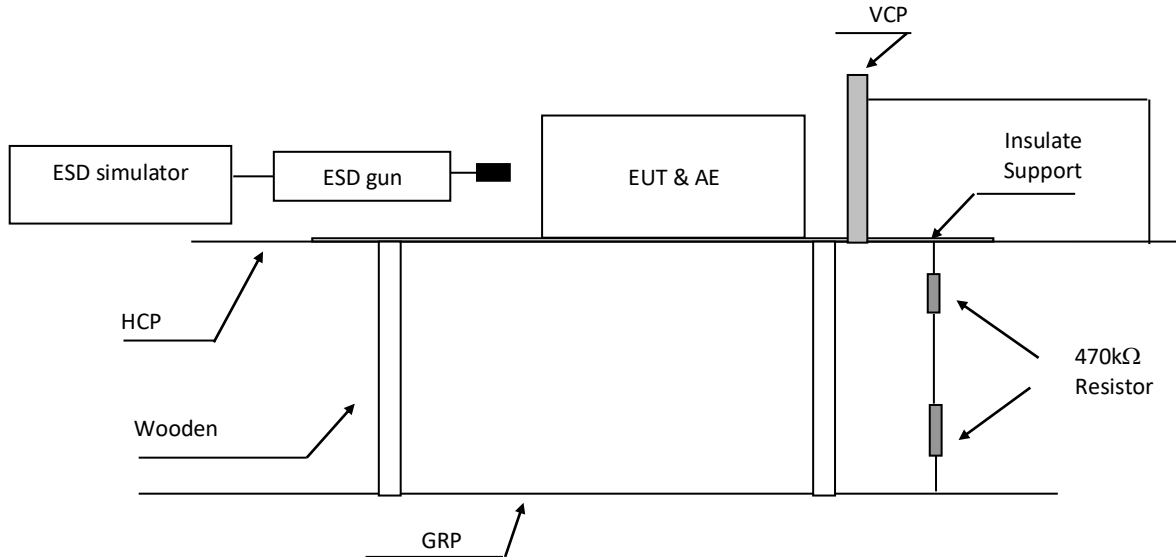 VCP
ESD simulator
ESD gun
EUT & AE
Insulate
Support
HCP
470kΩ
Resistor
Wooden
GRP